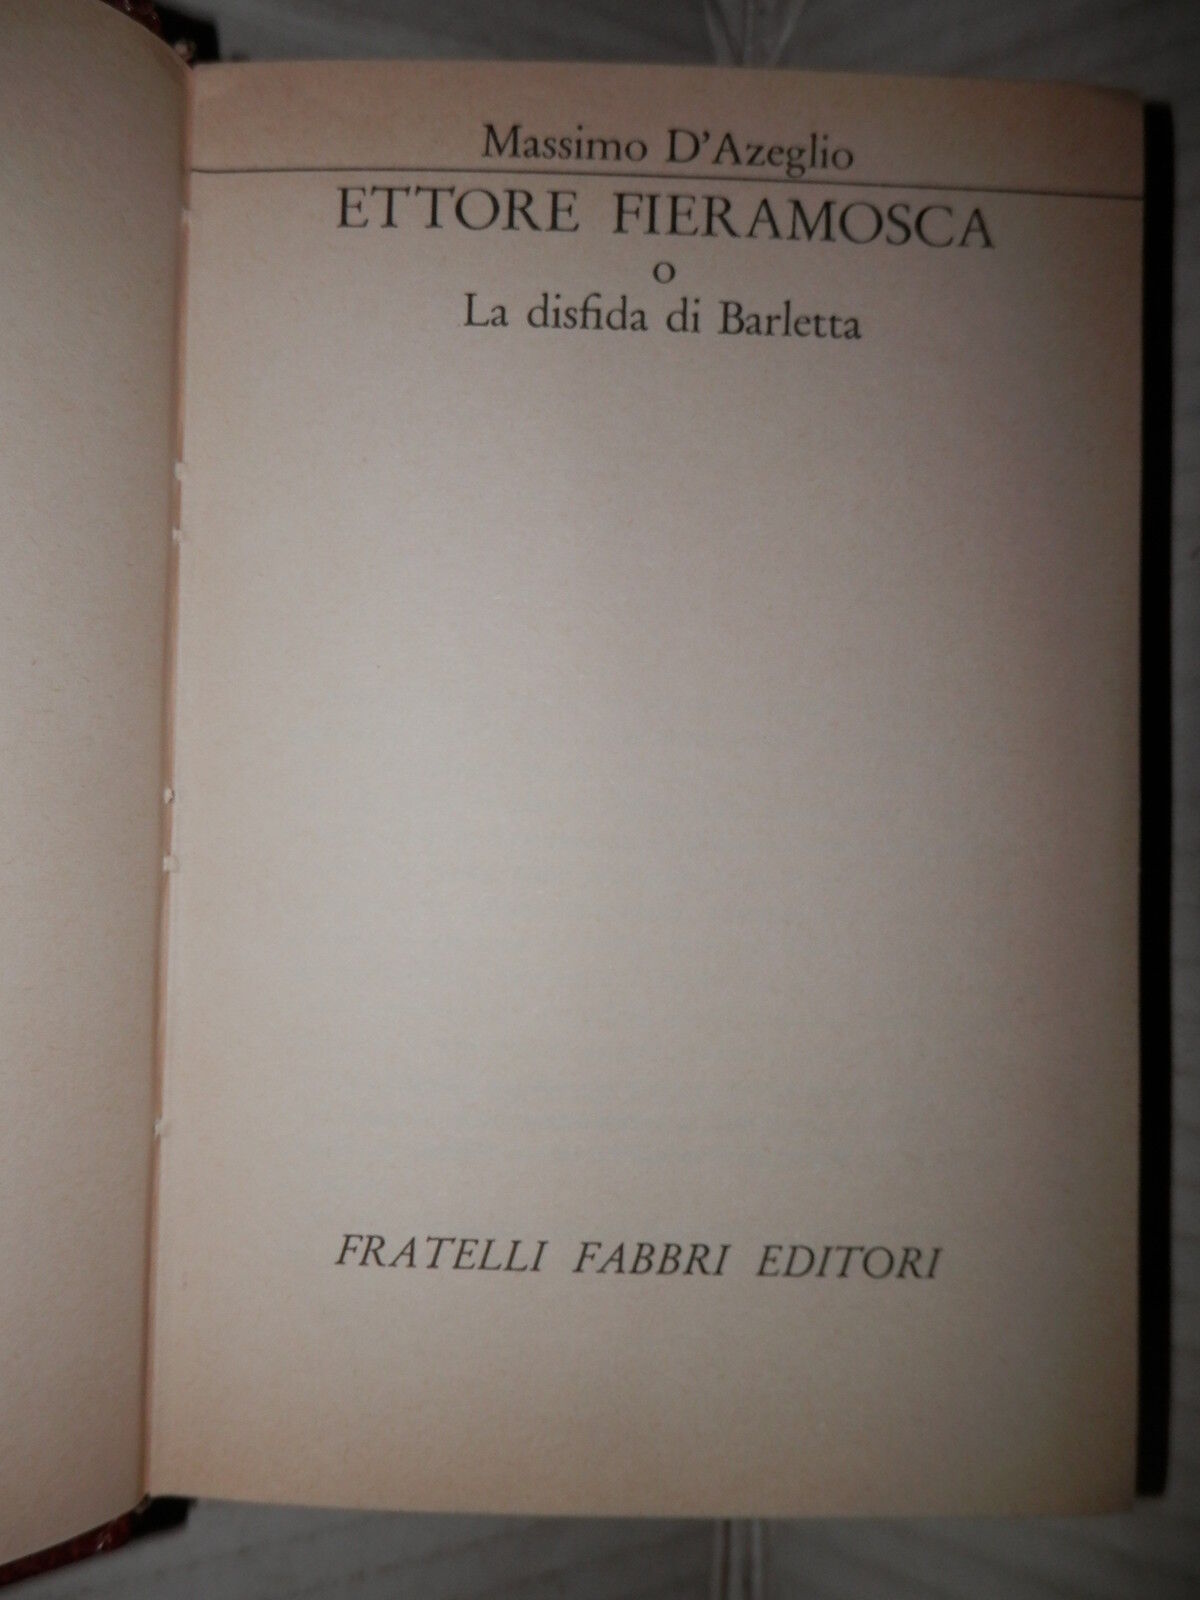 Massimo D'Azeglio
ETTORE FIERAMOSCA
o
La disfida di Barletta
FRATELLI FABBRI EDITORI